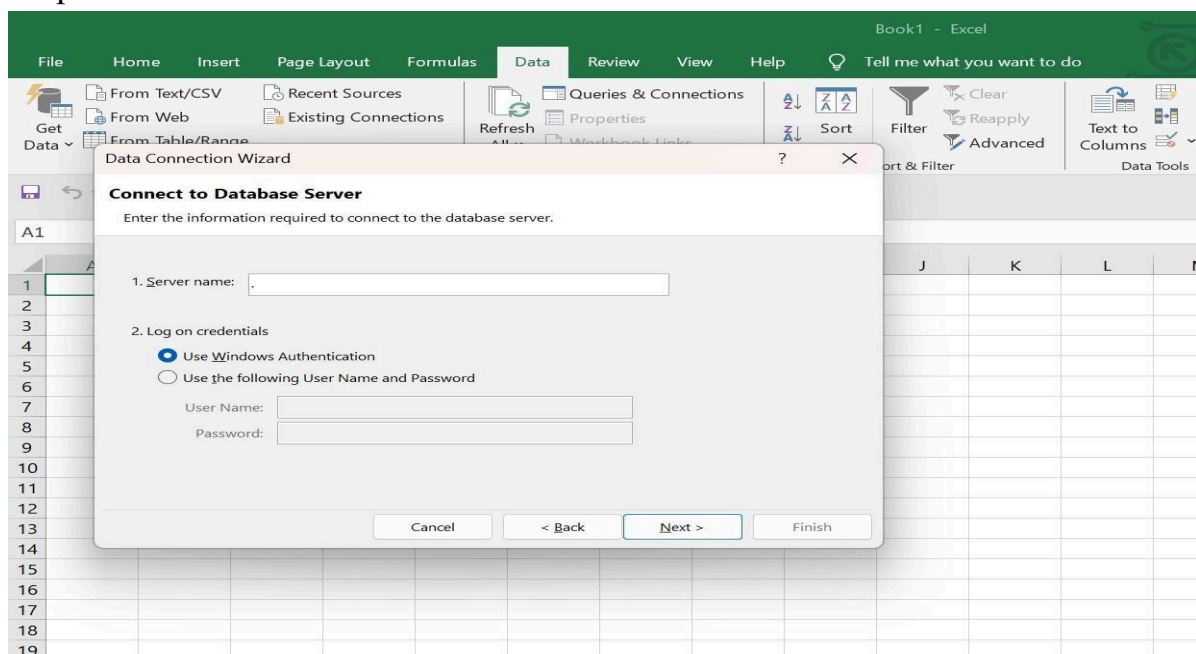 Book1 - Excel
File Home Insert Page Layout Formulas Data Review View Help Tell me what you want to do
From Text/CSV Recent Sources Queries & Connections Clear
From Web Existing Connections Properties Reapply
Get Data From Table/Range Refresh All Workbook Links Sort Filter Advanced Text to Columns
Sort & Filter Data Tools
Data Connection Wizard ?
Connect to Database Server
Enter the information required to connect to the database server.
A1
J K L
1. Server name: .
2. Log on credentials
Use Windows Authentication
Use the following User Name and Password
User Name:
Password:
Cancel < Back Next > Finish
1
2
3
4
5
6
7
8
9
10
11
12
13
14
15
16
17
18
19